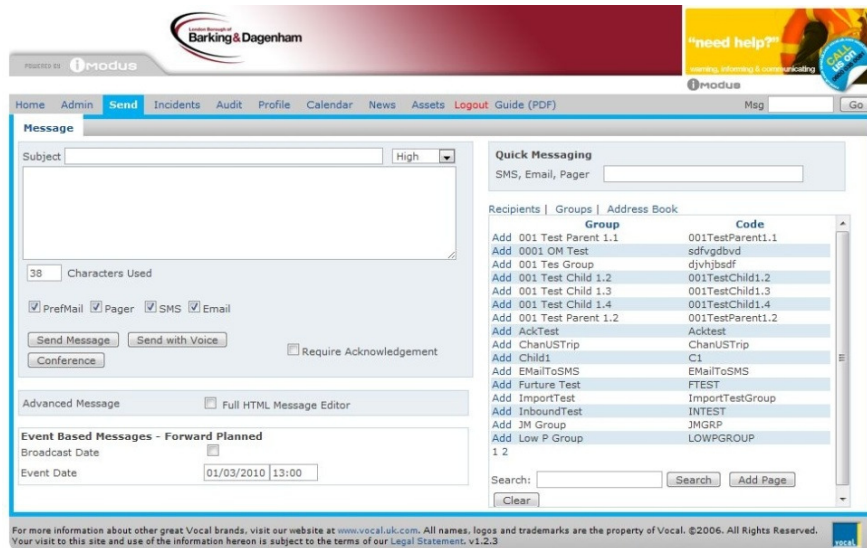 London Borough of
Barking & Dagenham
POWERED BY imodus
"need help?"
warning, informing & communicating
CALL
us on
imodus
Home Admin Send Incidents Audit Profile Calendar News Assets Logout Guide (PDF) Msg Go
Message
Subject High
38 Characters Used
PrefMail Pager SMS Email
Send Message Send with Voice
Conference
Require Acknowledgement
Advanced Message Full HTML Message Editor
Event Based Messages - Forward Planned
Broadcast Date
Event Date 01/03/2010 13:00
Quick Messaging
SMS, Email, Pager
Recipients | Groups | Address Book
Group Code
Add 001 Test Parent 1.1 001TestParent1.1
Add 0001 OM Test sdfvgdbvd
Add 001 Tes Group djvhjbsdf
Add 001 Test Child 1.2 001TestChild1.2
Add 001 Test Child 1.3 001TestChild1.3
Add 001 Test Child 1.4 001TestChild1.4
Add 001 Test Parent 1.2 001TestParent1.2
Add AckTest Acktest
Add ChanUSTrip ChanUSTrip
Add Child1 C1
Add EMailToSMS EMailToSMS
Add Furture Test FTEST
Add ImportTest ImportTestGroup
Add InboundTest INTEST
Add JM Group JMGRP
Add Low P Group LOWPGROUP
1 2
Search: Search Add Page
Clear
For more information about other great Vocal brands, visit our website at www.vocal.uk.com. All names, logos and trademarks are the property of Vocal. ©2006. All Rights Reserved.
Your visit to this site and use of the information hereon is subject to the terms of our Legal Statement. v1.2.3
vocal